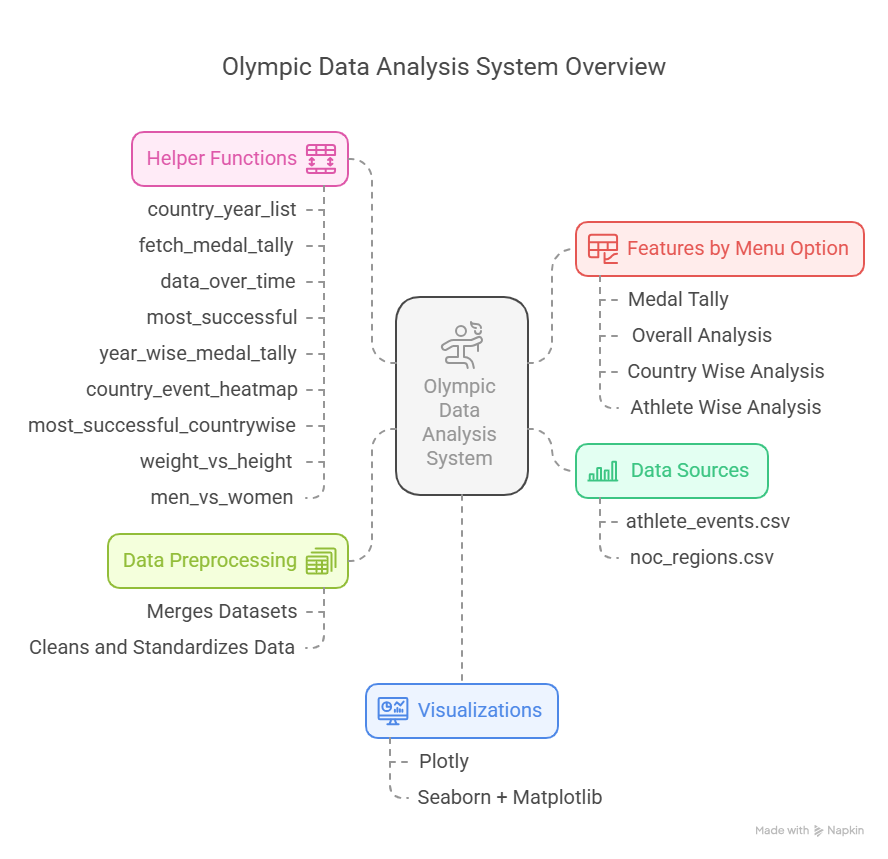 Olympic Data Analysis System Overview
Helper Functions
country_year_list
fetch_medal_tally
data_over_time
most_successful
year_wise_medal_tally
country_event_heatmap
most_successful_countrywise
weight_vs_height
men_vs_women
Data Preprocessing
Merges Datasets
Cleans and Standardizes Data
Olympic
Data
Analysis
System
Features by Menu Option
Medal Tally
Overall Analysis
Country Wise Analysis
Athlete Wise Analysis
Data Sources
athlete_events.csv
noc_regions.csv
Visualizations
Plotly
Seaborn + Matplotlib
Made with Napkin